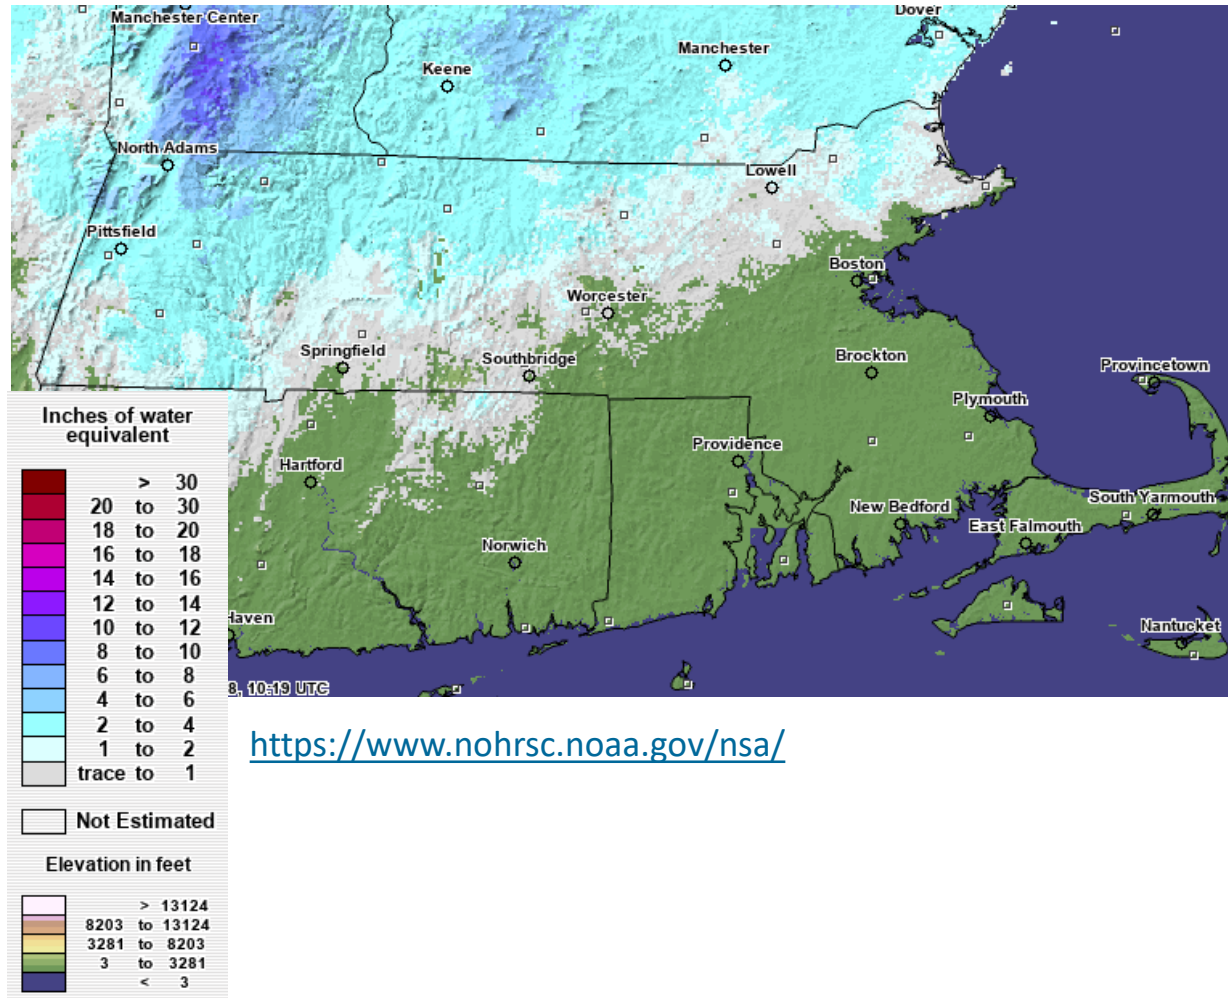 Manchester Center
Dover
Manchester
Keene
North Adams
Lowell
Pittsfield
Boston
Worcester
Springfield
Southbridge
Brockton
Provincetown
Plymouth
Providence
Hartford
South Yarmouth
New Bedford
East Falmouth
Norwich
Haven
Nantucket
8, 10:19 UTC
Inches of water
equivalent
> 30
20 to 30
18 to 20
16 to 18
14 to 16
12 to 14
10 to 12
8 to 10
6 to 8
4 to 6
2 to 4
1 to 2
trace to 1
Not Estimated
Elevation in feet
> 13124
8203 to 13124
3281 to 8203
3 to 3281
< 3
https://www.nohrsc.noaa.gov/nsa/